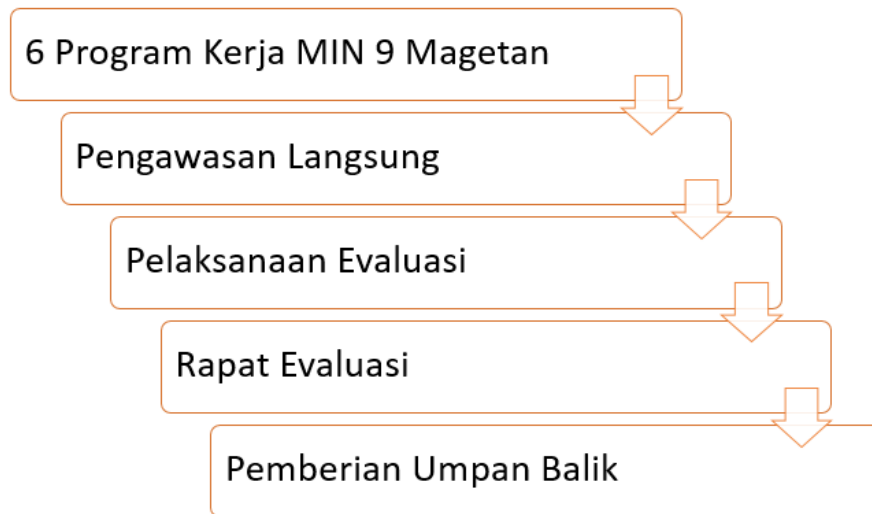 6 Program Kerja MIN 9 Magetan
Pengawasan Langsung
Pelaksanaan Evaluasi
Rapat Evaluasi
Pemberian Umpan Balik